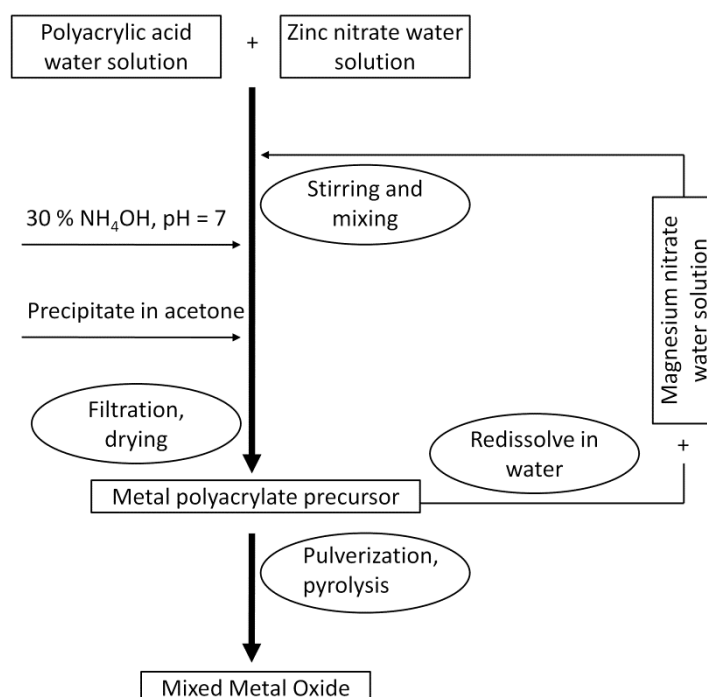 Polyacrylic acid
water solution
+
Zinc nitrate water
solution
Stirring and
mixing
30 % NH₄OH, pH = 7
Magnesium nitrate
water solution
Precipitate in acetone
Filtration,
drying
Redissolve in
water
+
Metal polyacrylate precursor
Pulverization,
pyrolysis
Mixed Metal Oxide